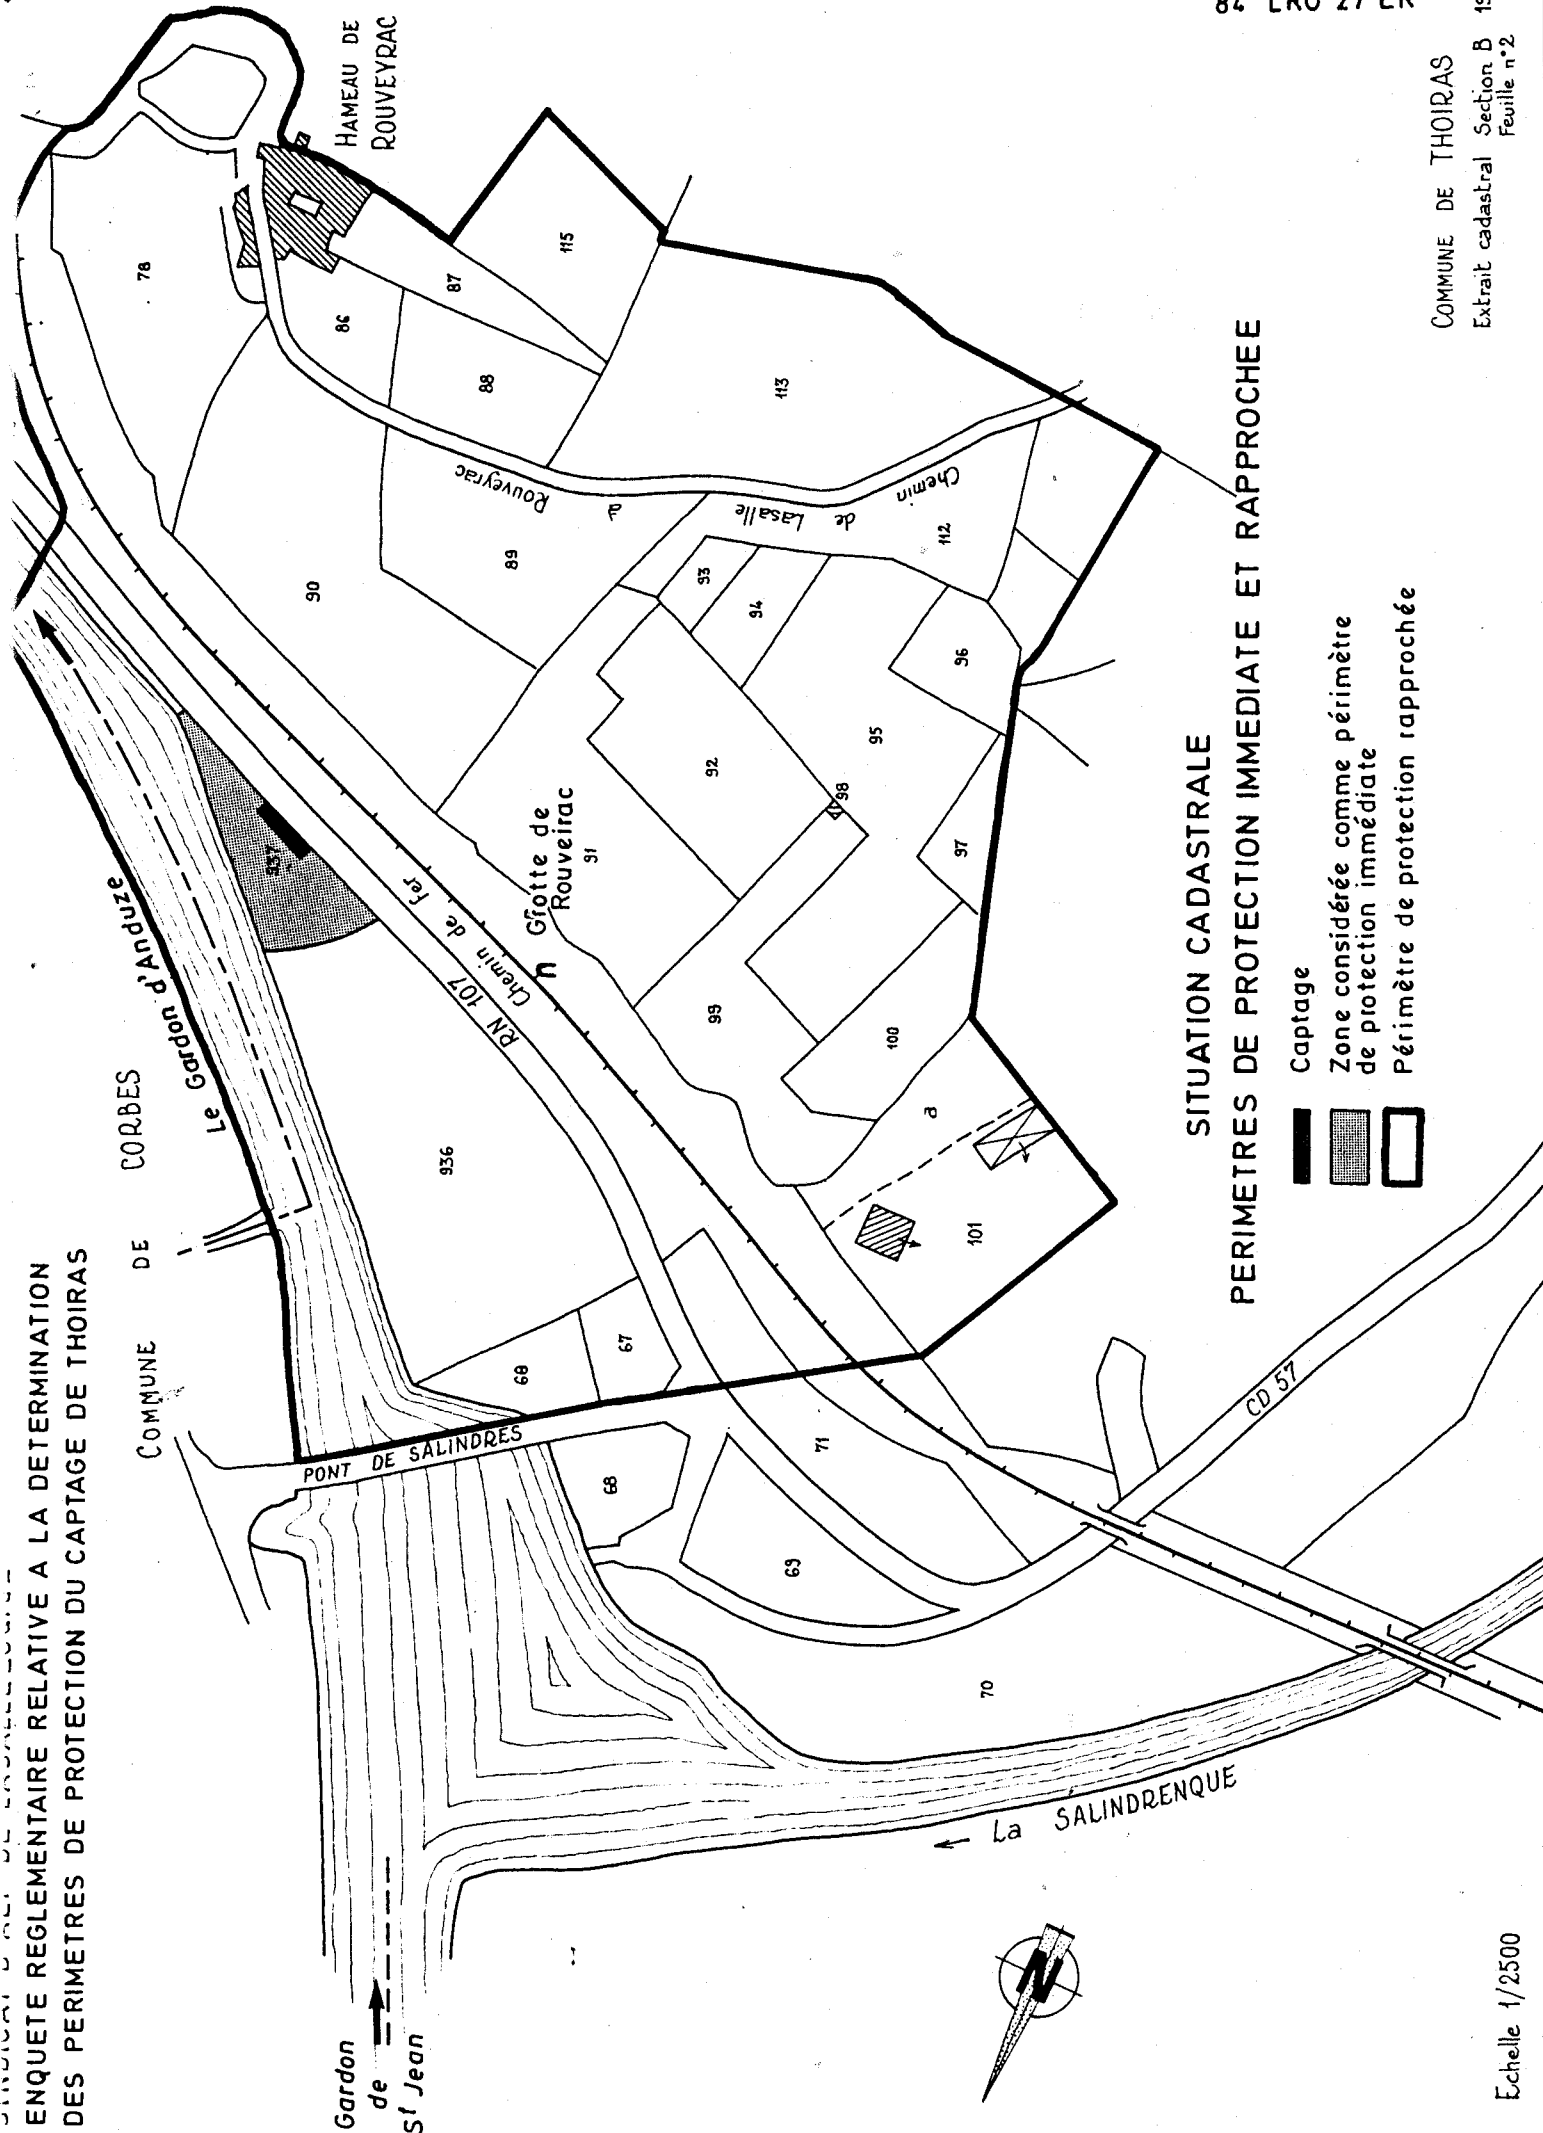 ENQUETE REGLEMENTAIRE RELATIVE A LA DETERMINATION
DES PERIMETRES DE PROTECTION DU CAPTAGE DE THOIRAS
COMMUNE DE CORBES
Le Gardon d'Anduze
HAMEAU DE
ROUVEYRAC
COMMUNE DE THOIRAS
Extrait cadastral Section B
Feuille n°2
78
86
87
88
115
113
90
89
Chemin de Lasalle à Rouveyrac
93
94
112
96
95
92
98
97
937
Grotte de
Rouveirac
91
n
Chemin de Fer
RN 107
99
100
a
101
936
67
68
PONT DE SALINDRES
68
71
69
70
CD 57
La SALINDRENQUE
Gardon
de
St Jean
N
SITUATION CADASTRALE
PERIMETRES DE PROTECTION IMMEDIATE ET RAPPROCHEE
Captage
Zone considérée comme périmètre
de protection immédiate
Périmètre de protection rapprochée
Echelle 1/2500